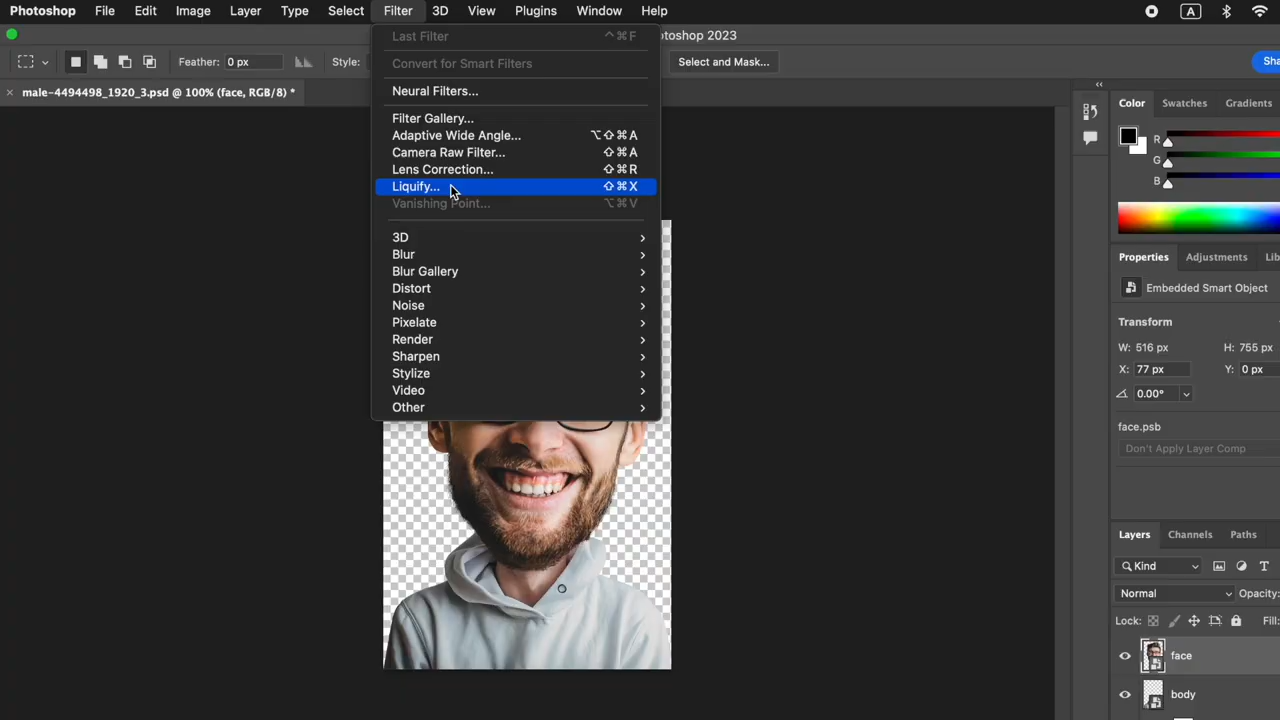 Photoshop File Edit Image Layer Type Select Filter 3D View Plugins Window Help A
otoshop 2023
Feather: 0 px Style: Select and Mask... Sha
× male-4494498_1920_3.psd @ 100% (face, RGB/8) *
Last Filter ^⌘F
Convert for Smart Filters
Neural Filters...
Filter Gallery...
Adaptive Wide Angle... ⌥⇧⌘A
Camera Raw Filter... ⇧⌘A
Lens Correction... ⇧⌘R
Liquify... ⇧⌘X
Vanishing Point... ⌥⌘V
3D
Blur
Blur Gallery
Distort
Noise
Pixelate
Render
Sharpen
Stylize
Video
Other
Color Swatches Gradients
R
G
B
Properties Adjustments Lib
Embedded Smart Object
Transform
W: 516 px H: 755 px
X: 77 px Y: 0 px
0.00°
face.psb
Don't Apply Layer Comp
Layers Channels Paths
Kind T
Normal Opacity:
Lock: Fill:
face
body